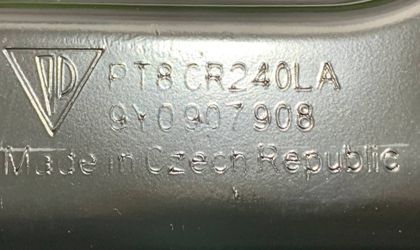 PT8 CR240LA
9Y0 907 908
Made in Czech Republic